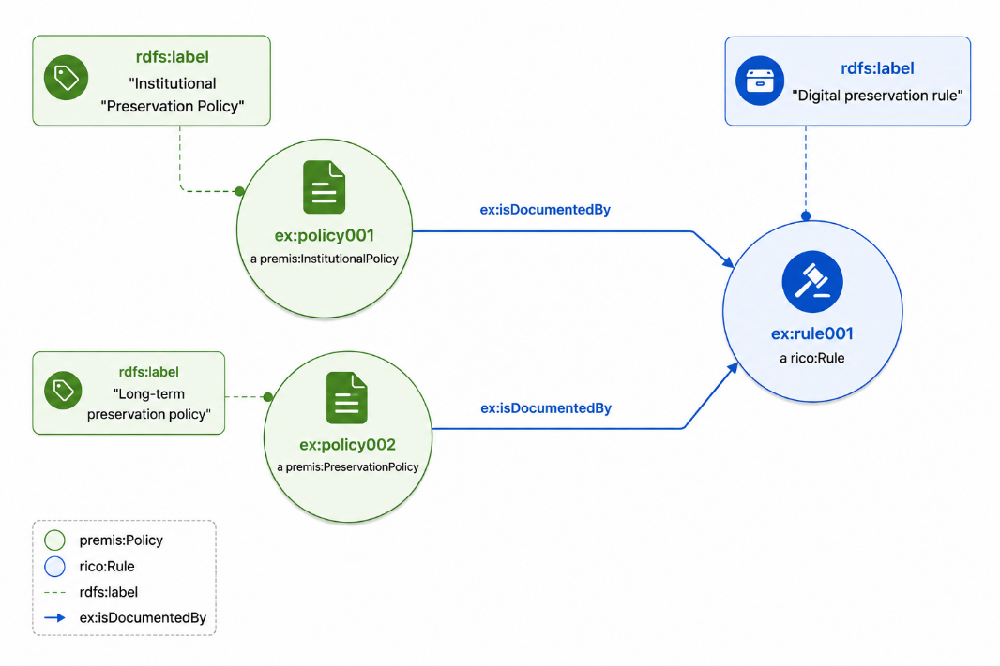 rdfs:label
"Institutional
"Preservation Policy"
rdfs:label
"Digital preservation rule"
ex:policy001
a premis:InstitutionalPolicy
ex:isDocumentedBy
ex:rule001
a rico:Rule
rdfs:label
"Long-term
preservation policy"
ex:policy002
a premis:PreservationPolicy
ex:isDocumentedBy
premis:Policy
rico:Rule
rdfs:label
ex:isDocumentedBy